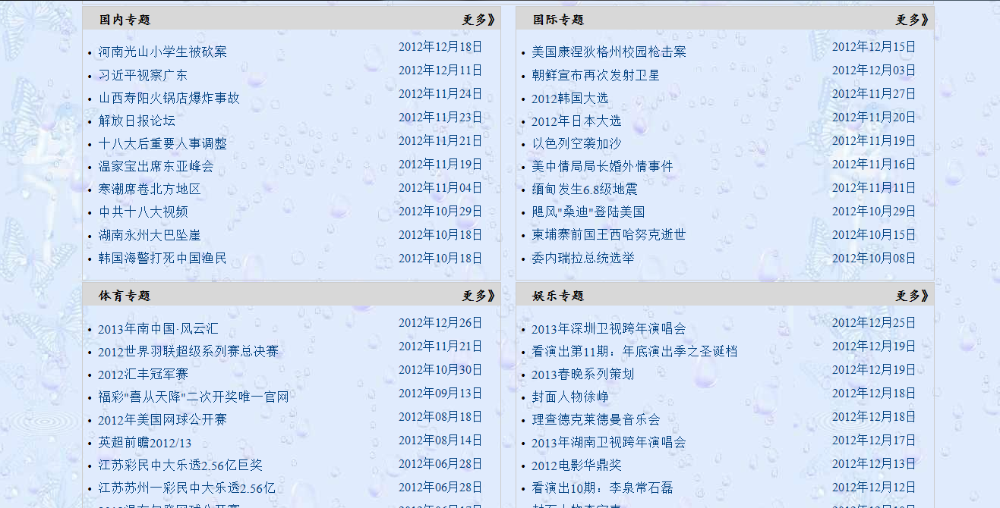 国内专题 更多》
河南光山小学生被砍案 2012年12月18日
习近平视察广东 2012年12月11日
山西寿阳火锅店爆炸事故 2012年11月24日
解放日报论坛 2012年11月23日
十八大后重要人事调整 2012年11月21日
温家宝出席东亚峰会 2012年11月19日
寒潮席卷北方地区 2012年11月04日
中共十八大视频 2012年10月29日
湖南永州大巴坠崖 2012年10月18日
韩国海警打死中国渔民 2012年10月18日
国际专题 更多》
美国康涅狄格州校园枪击案 2012年12月15日
朝鲜宣布再次发射卫星 2012年12月03日
2012韩国大选 2012年11月27日
2012年日本大选 2012年11月20日
以色列空袭加沙 2012年11月19日
美中情局局长婚外情事件 2012年11月16日
缅甸发生6.8级地震 2012年11月11日
飓风"桑迪"登陆美国 2012年10月29日
柬埔寨前国王西哈努克逝世 2012年10月15日
委内瑞拉总统选举 2012年10月08日
体育专题 更多》
2013年南中国·风云汇 2012年12月26日
2012世界羽联超级系列赛总决赛 2012年11月21日
2012汇丰冠军赛 2012年10月30日
福彩"喜从天降"二次开奖唯一官网 2012年09月13日
2012年美国网球公开赛 2012年08月18日
英超前瞻2012/13 2012年08月14日
江苏彩民中大乐透2.56亿巨奖 2012年06月28日
江苏苏州一彩民中大乐透2.56亿 2012年06月28日
娱乐专题 更多》
2013年深圳卫视跨年演唱会 2012年12月25日
看演出第11期：年底演出季之圣诞档 2012年12月19日
2013春晚系列策划 2012年12月19日
封面人物徐峥 2012年12月18日
理查德克莱德曼音乐会 2012年12月18日
2013年湖南卫视跨年演唱会 2012年12月17日
2012电影华鼎奖 2012年12月13日
看演出10期：李泉常石磊 2012年12月12日